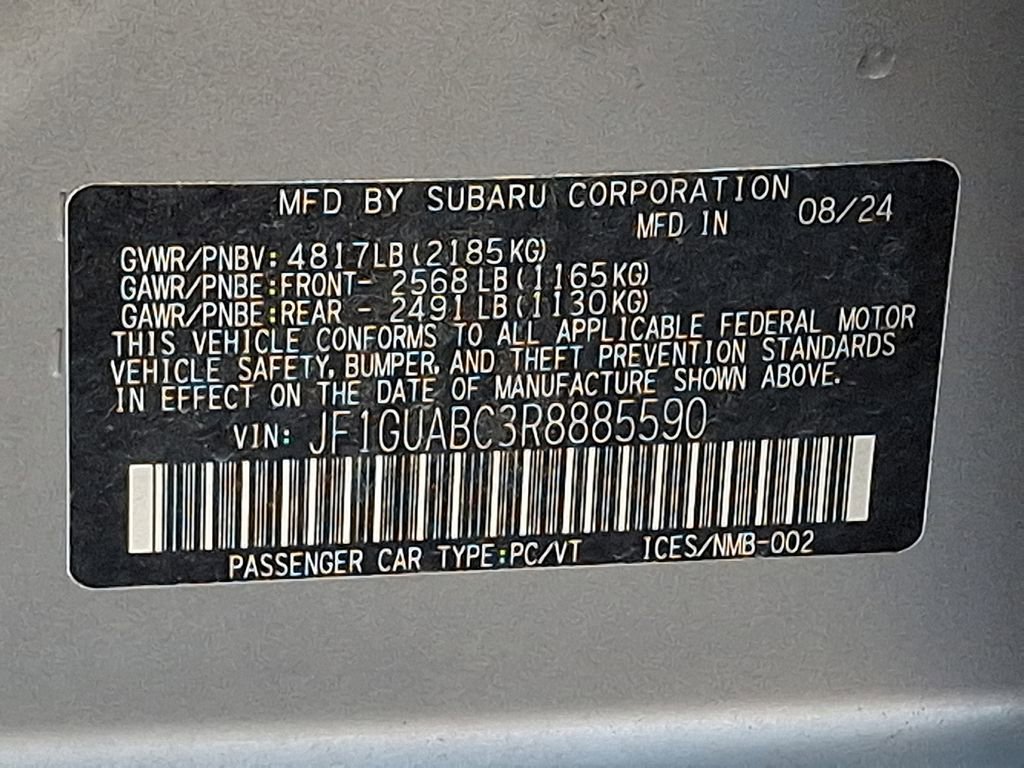 MFD BY SUBARU CORPORATION
MFD IN 08/24
GVWR/PNBV: 4817LB(2185KG)
GAWR/PNBE:FRONT- 2568LB(1165KG)
GAWR/PNBE:REAR - 2491LB(1130KG)
THIS VEHICLE CONFORMS TO ALL APPLICABLE FEDERAL MOTOR
VEHICLE SAFETY, BUMPER, AND THEFT PREVENTION STANDARDS
IN EFFECT ON THE DATE OF MANUFACTURE SHOWN ABOVE.
VIN: JF1GUABC3R8885590
PASSENGER CAR TYPE:PC/VT ICES/NMB-002